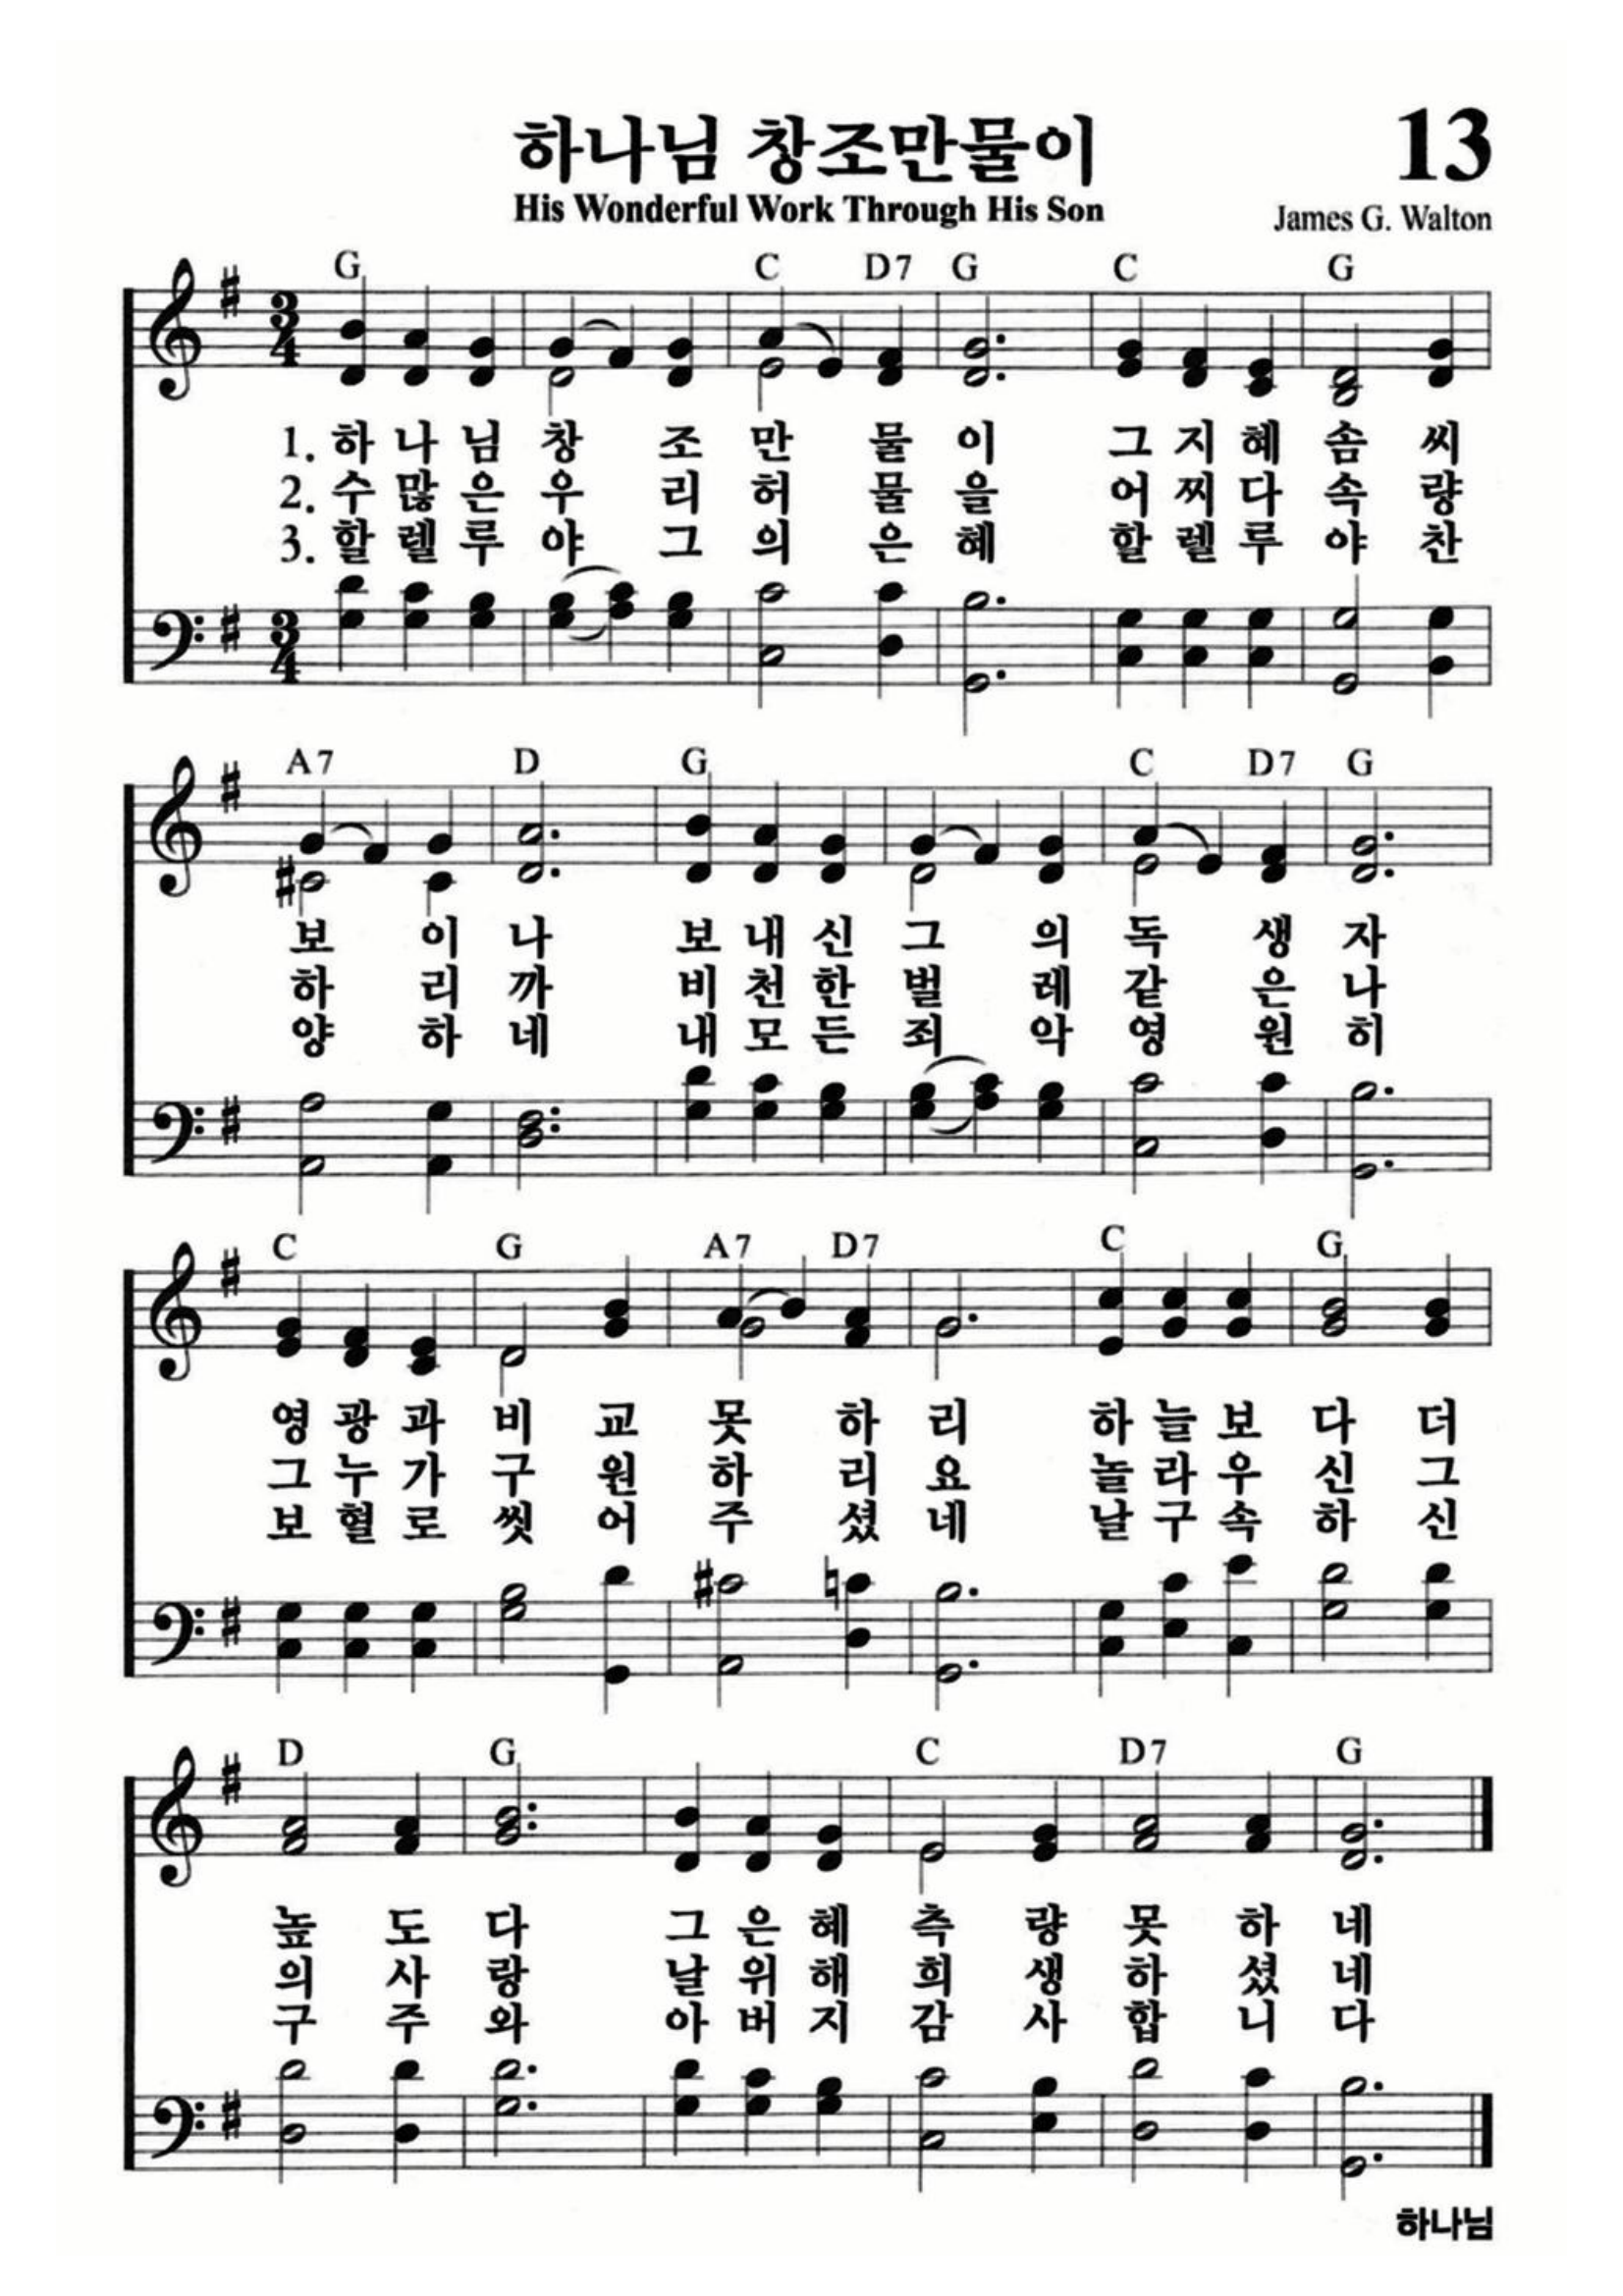 하나님 창조만물이
13
His Wonderful Work Through His Son
James G. Walton
G C D7 G C G
3 4
1. 하 나 님 창 조 만 물 이 그 지 혜 솜 씨
2. 수 많 은 우 리 허 물 을 어 찌 다 속 량
3. 할 렐 루 야 그 의 은 혜 할 렐 루 야 찬
3 4
A7 D G C D7 G
보 이 나 보 내 신 그 의 독 생 자
하 리 까 비 천 한 벌 레 같 은 나
양 하 네 내 모 든 죄 악 영 원 히
C G A7 D7 C G
영 광 과 비 교 못 하 리 하 늘 보 다 더
그 누 가 구 원 하 리 요 놀 라 우 신 그
보 혈 로 씻 어 주 셨 네 날 구 속 하 신
D G C D7 G
높 도 다 그 은 혜 측 량 못 하 네
의 사 랑 날 위 해 희 생 하 셨 네
구 주 와 아 버 지 감 사 합 니 다
하나님